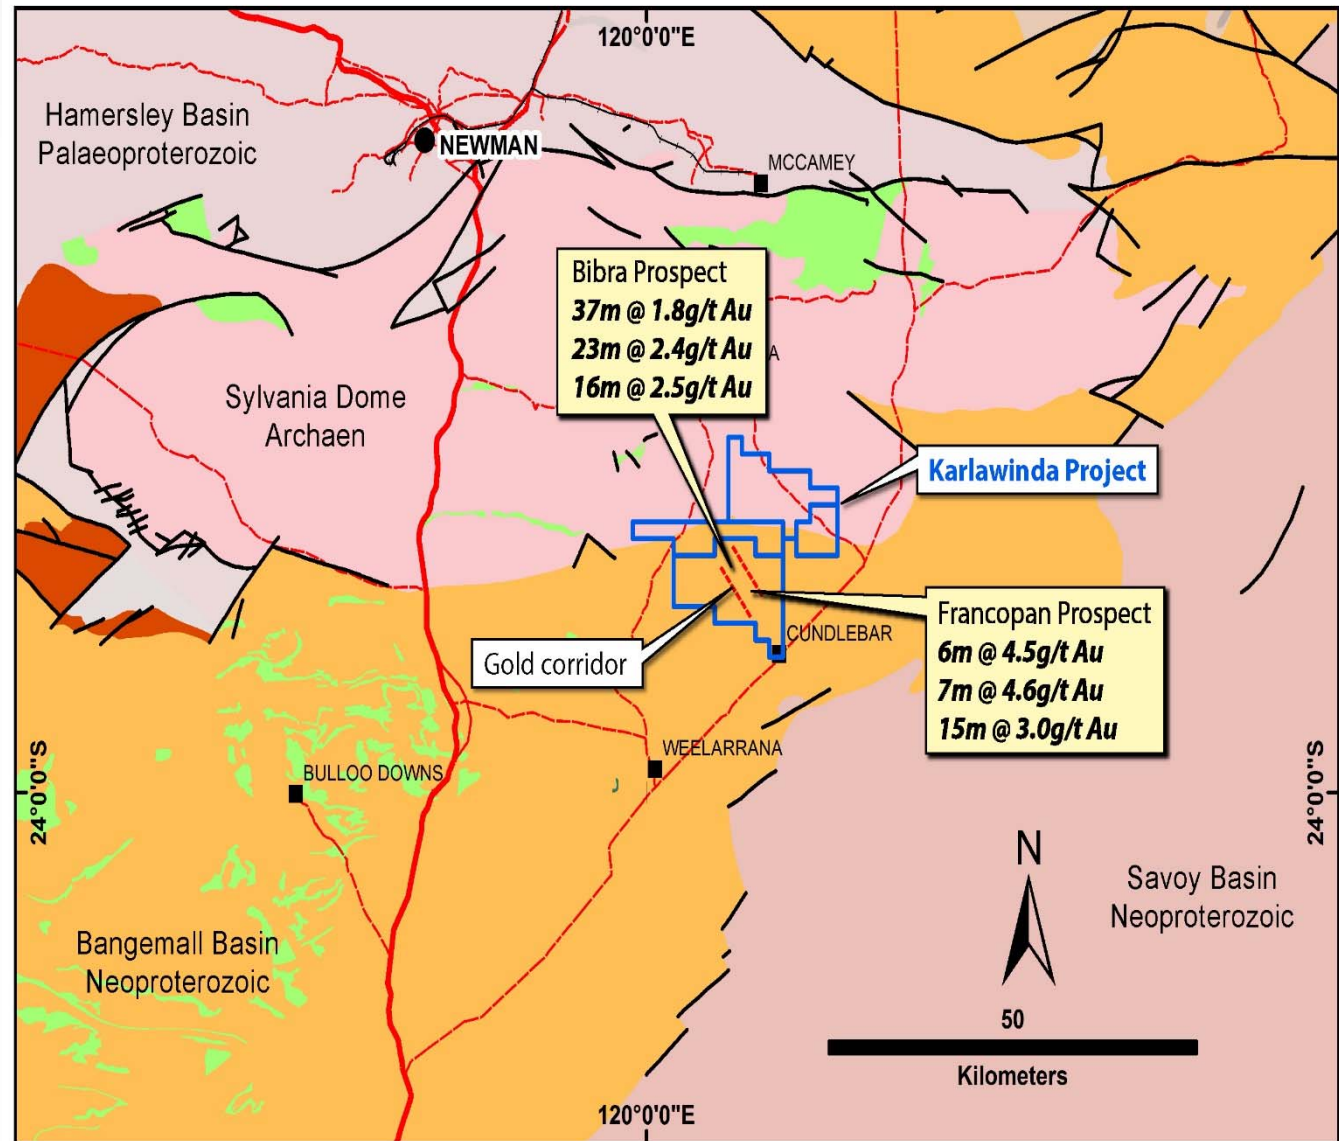 120°0'0"E
Hamersley Basin
Palaeoproterozoic
NEWMAN
MCCAMEY
Bibra Prospect
37m @ 1.8g/t Au
23m @ 2.4g/t Au
16m @ 2.5g/t Au
A
Sylvania Dome
Archaen
Karlawinda Project
Francopan Prospect
6m @ 4.5g/t Au
7m @ 4.6g/t Au
15m @ 3.0g/t Au
CUNDLEBAR
Gold corridor
WEELARRANA
BULLOO DOWNS
24°0'0"S
24°0'0"S
N
Savoy Basin
Neoproterozoic
Bangemall Basin
Neoproterozoic
50
Kilometers
120°0'0"E